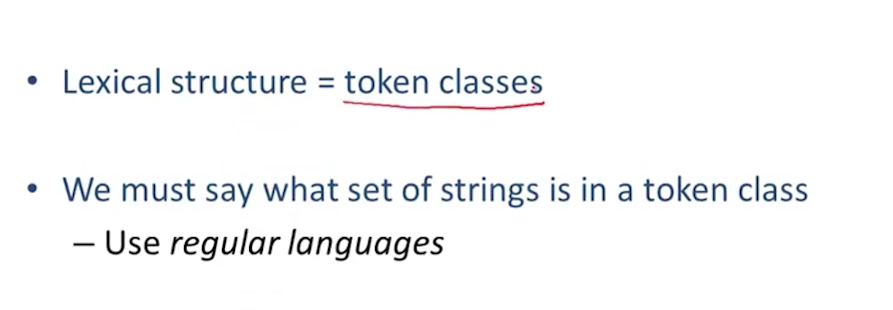 • Lexical structure = token classes
• We must say what set of strings is in a token class
– Use regular languages